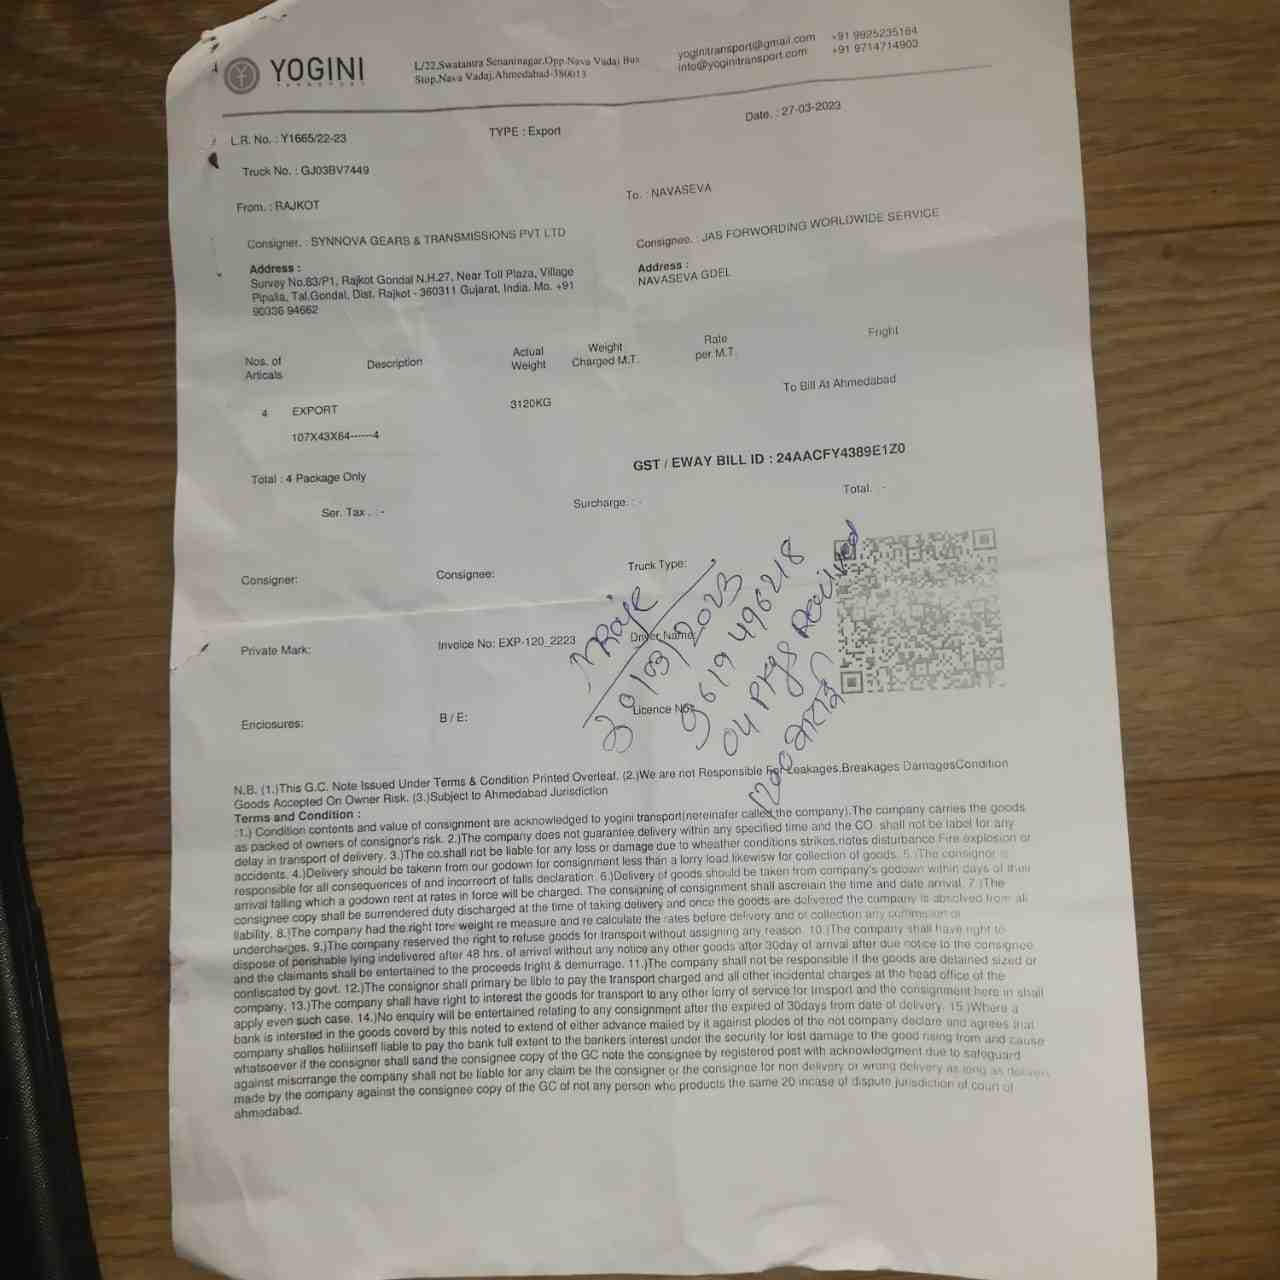 YOGINI
TRANSPORT
L/22,Swatantra Senaninagar,Opp.Nava Vadaj Bus
Stop,Nava Vadaj,Ahmedabad-380013
yoginitransport@gmail.com
info@yoginitransport.com
+91 9925235164
+91 9714714903
L.R. No. : Y1665/22-23
TYPE : Export
Date. : 27-03-2023
Truck No. : GJ03BV7449
From. : RAJKOT
To. : NAVASEVA
Consigner. : SYNNOVA GEARS & TRANSMISSIONS PVT LTD
Consignee. : JAS FORWORDING WORLDWIDE SERVICE
Address :
Survey No.83/P1, Rajkot Gondal N.H.27, Near Toll Plaza, Village
Pipalia, Tal.Gondal, Dist. Rajkot - 360311 Gujarat, India. Mo. +91
90336 94662
Address :
NAVASEVA GDEL
Nos. of
Articals
Description
Actual
Weight
Weight
Charged M.T.
Rate
per M.T.
Fright
4 EXPORT 3120KG
To Bill At Ahmedabad
107X43X64------4
GST / EWAY BILL ID : 24AACFY4389E1Z0
Total : 4 Package Only
Ser. Tax . : -
Surcharge. : -
Total. : -
Consigner:
Consignee:
Truck Type:
Private Mark:
Invoice No: EXP-120_2223
Driver Name:
Enclosures:
B / E:
Licence No:
30/03/2023
9619 496218
04 Pkgs Received
N.B. (1.)This G.C. Note Issued Under Terms & Condition Printed Overleaf. (2.)We are not Responsible For Leakages,Breakages DamagesCondition
Goods Accepted On Owner Risk. (3.)Subject to Ahmedabad Jurisdiction
Terms and Condition :
:1.) Condition contents and value of consignment are acknowledged to yogini transport(hereinafer called the company).The company carries the goods
as packed of owners of consignor's risk. 2.)The company does not guarantee delivery within any specified time and the CO. shall not be label for any
delay in transport of delivery. 3.)The co.shall not be liable for any loss or damage due to wheather conditions strikes,riotes disturbance Fire explosion or
accidents. 4.)Delivery should be takenn from our godown for consignment less than a lorry load likewisw for collection of goods. 5.)The consignor is
responsible for all consequences of and incorrecrt of falls declaration. 6.)Delivery of goods should be taken from company's godown within days of their
arrival falling which a godown rent at rates in force will be charged. The consigning of consignment shall ascrelain the time and date arrival. 7.)The
consignee copy shall be surrendered duty discharged at the time of taking delivery and once the goods are delivered the company is absolved from all
liability. 8.)The company had the right tore weight re measure and re calculate the rates before delivery and of collection any commision or
undercharges. 9.)The company reserved the right to refuse goods for transport without assigning any reason. 10.)The company shall have right to
dispose of perishable lying indelivered after 48 hrs. of arrival without any notice any other goods after 30day of arrival after due notice to the consignee
and the claimants shall be entertained to the proceeds fright & demurrage. 11.)The company shall not be responsible if the goods are detained sized or
confiscated by govt. 12.)The consignor shall primary be lible to pay the transport charged and all other incidental charges at the head office of the
company. 13.)The company shall have right to interest the goods for transport to any other lorry of service for trnsport and the consignment here in shall
apply even such case. 14.)No enquiry will be entertained relating to any consignment after the expired of 30days from date of delivery. 15.)Where a
bank is intersted in the goods coverd by this noted to extend of either advance mailed by it against plodes of the not company declare and agrees that
company shalles heliiinseff liable to pay the bank full extent to the bankers interest under the security for lost damage to the good rising from and cause
whatsoever if the consigner shall sand the consignee copy of the GC note the consignee by registered post with acknowledgment due to safeguard
against miscrrange the company shall not be liable for any claim be the consigner or the consignee for non delivery or wrong delivery as long as delivery
made by the company against the consignee copy of the GC of not any person who products the same 20 incase of dispute jurisdiction of court of
ahmedabad.